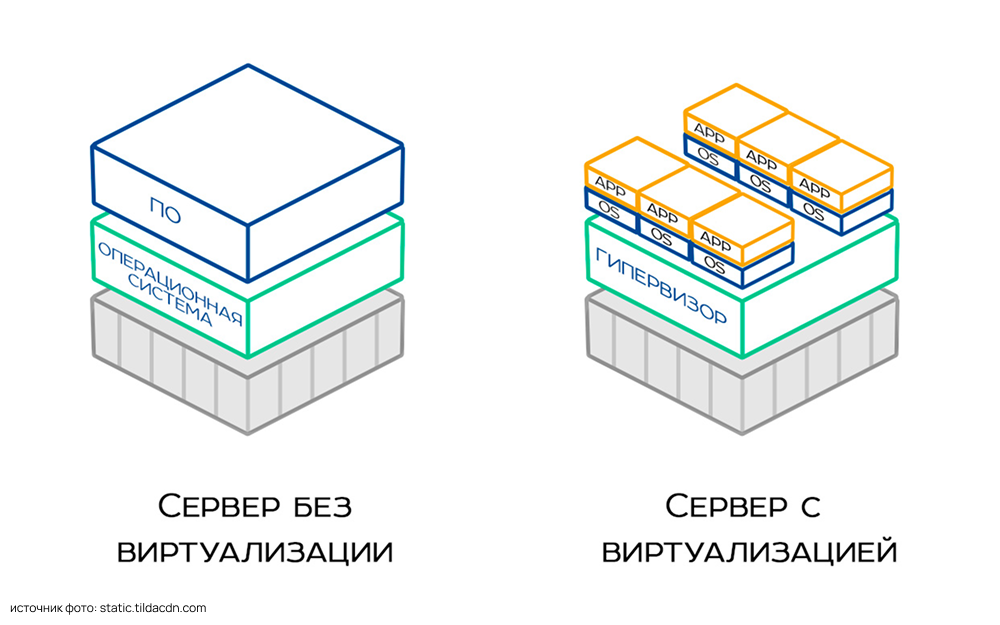 ПО
ОПЕРАЦИОННАЯ
СИСТЕМА
APP
OS
APP
OS
APP
OS
APP
OS
APP
OS
APP
OS
ГИПЕРВИЗОР
Сервер без
виртуализации
Сервер с
виртуализацией
источник фото: static.tildacdn.com